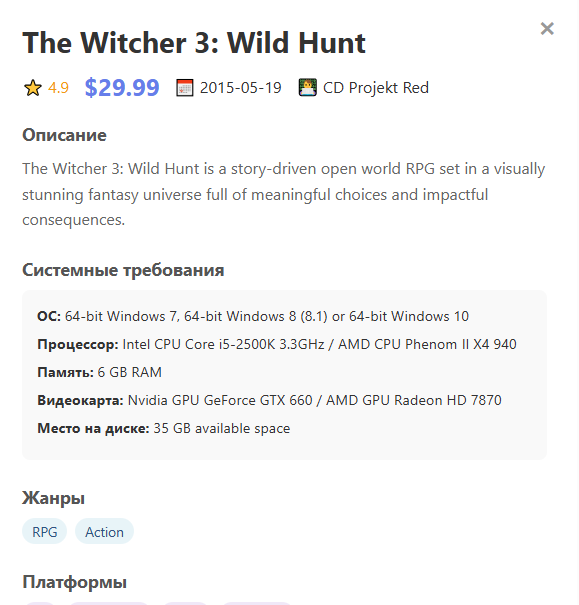 The Witcher 3: Wild Hunt
×
4.9 $29.99 2015-05-19 CD Projekt Red
Описание
The Witcher 3: Wild Hunt is a story-driven open world RPG set in a visually
stunning fantasy universe full of meaningful choices and impactful
consequences.
Системные требования
ОС: 64-bit Windows 7, 64-bit Windows 8 (8.1) or 64-bit Windows 10
Процессор: Intel CPU Core i5-2500K 3.3GHz / AMD CPU Phenom II X4 940
Память: 6 GB RAM
Видеокарта: Nvidia GPU GeForce GTX 660 / AMD GPU Radeon HD 7870
Место на диске: 35 GB available space
Жанры
RPG Action
Платформы